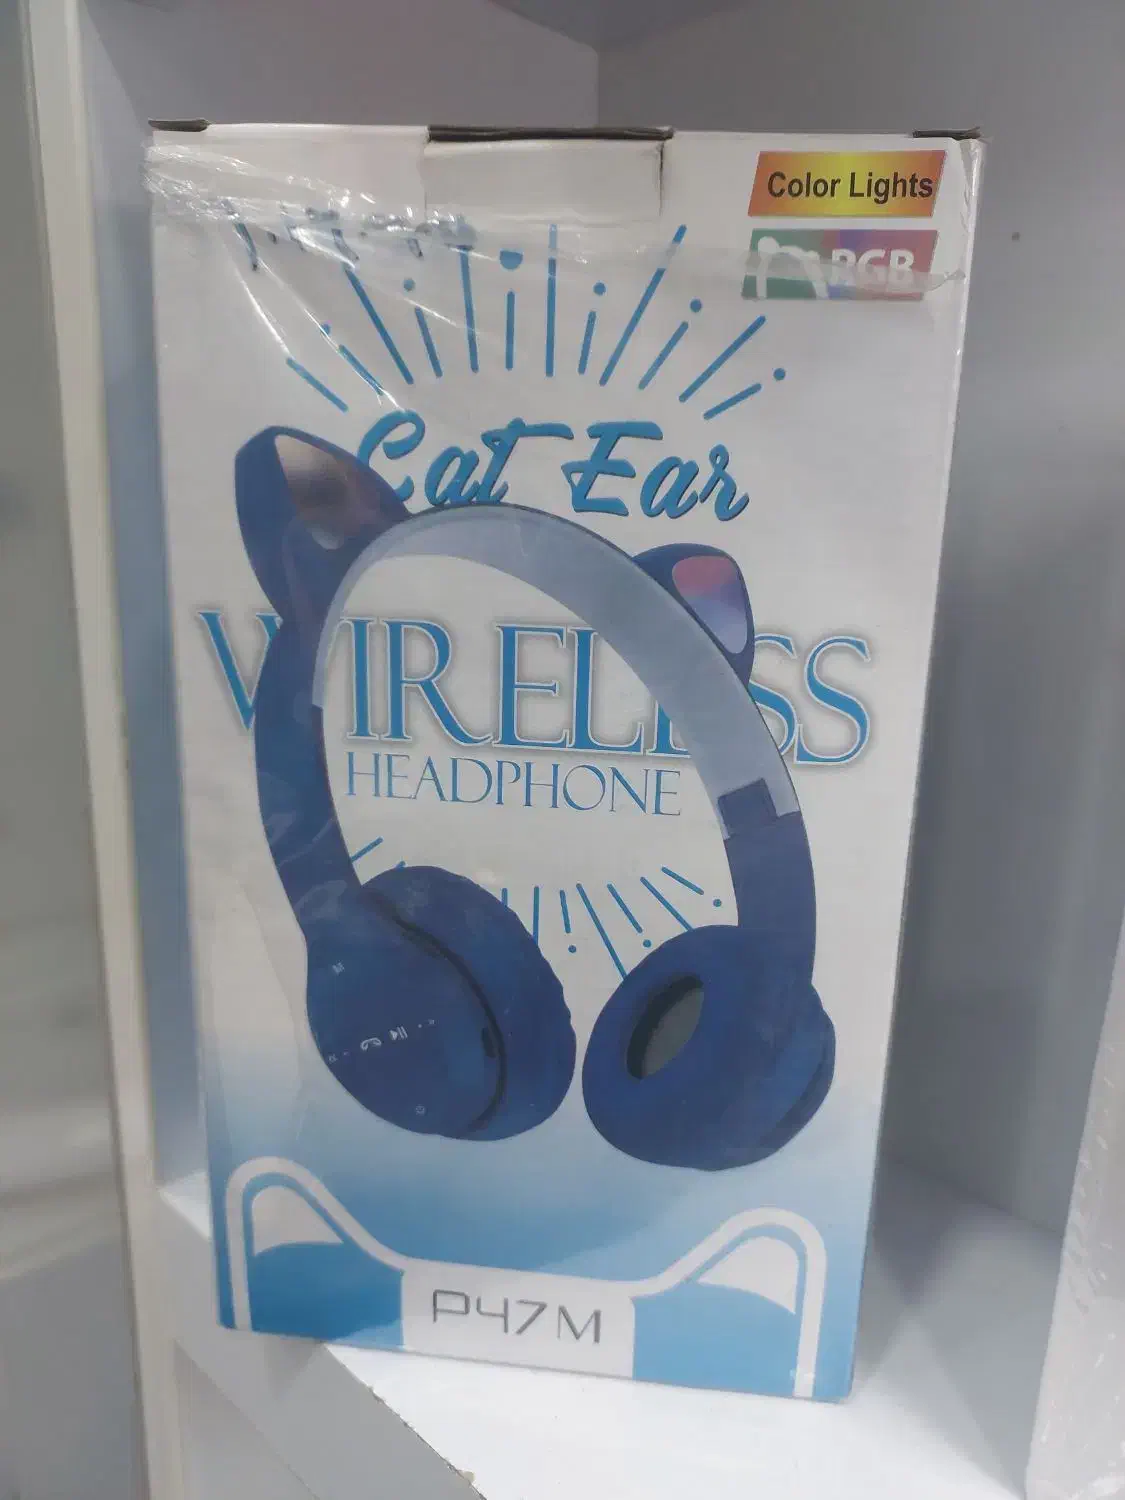 Color Lights
RGB
Cat Ear
WIRELESS
HEADPHONE
M
P47M